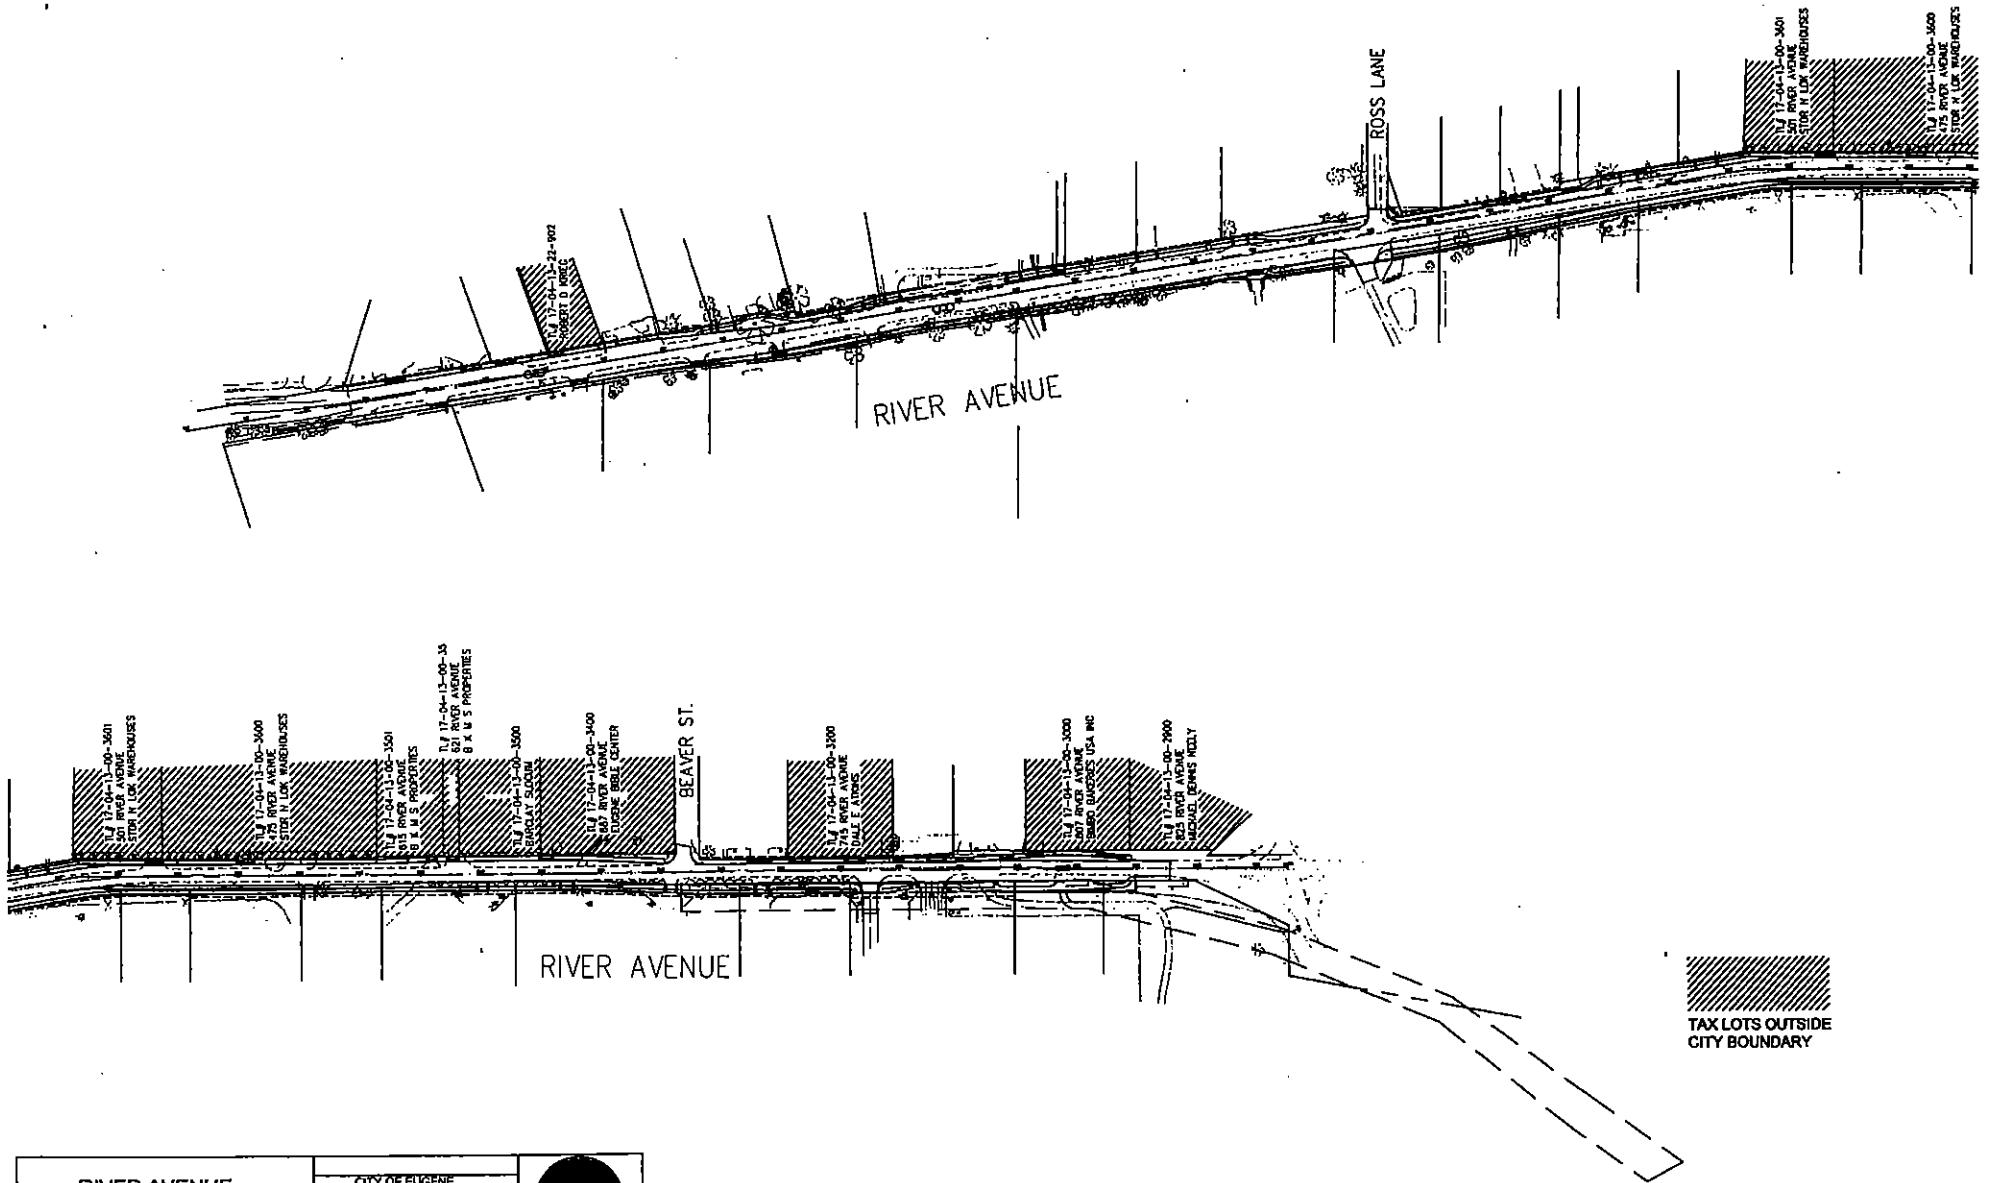 ROSS LANE
TL# 17-04-13-00-3601
501 RIVER AVENUE
STOR N LOK WAREHOUSES
TL# 17-04-13-00-3600
475 RIVER AVENUE
STOR N LOK WAREHOUSES
TL# 17-04-13-22-902
ROBERT D
RIVER AVENUE
TL# 17-04-13-00-3601
501 RIVER AVENUE
STOR N LOK WAREHOUSES
TL# 17-04-13-00-3600
475 RIVER AVENUE
STOR N LOK WAREHOUSES
TL# 17-04-13-00-3501
615 RIVER AVENUE
B K M S PROPERTIES
TL# 17-04-13-00-35
621 RIVER AVENUE
B K M S PROPERTIES
TL# 17-04-13-00-3500
BARCLAY SLOCUM
TL# 17-04-13-00-3400
667 RIVER AVENUE
EUGENE BIBLE CENTER
BEAVER ST.
TL# 17-04-13-00-3200
745 RIVER AVENUE
DALE E
TL# 17-04-13-00-3000
807 RIVER AVENUE
BIMBO BAKERIES USA INC
TL# 17-04-13-00-2900
825 RIVER AVENUE
MICHAEL DENNIS
RIVER AVENUE
TAX LOTS OUTSIDE
CITY BOUNDARY
RIVER AVENUE
CITY OF EUGENE